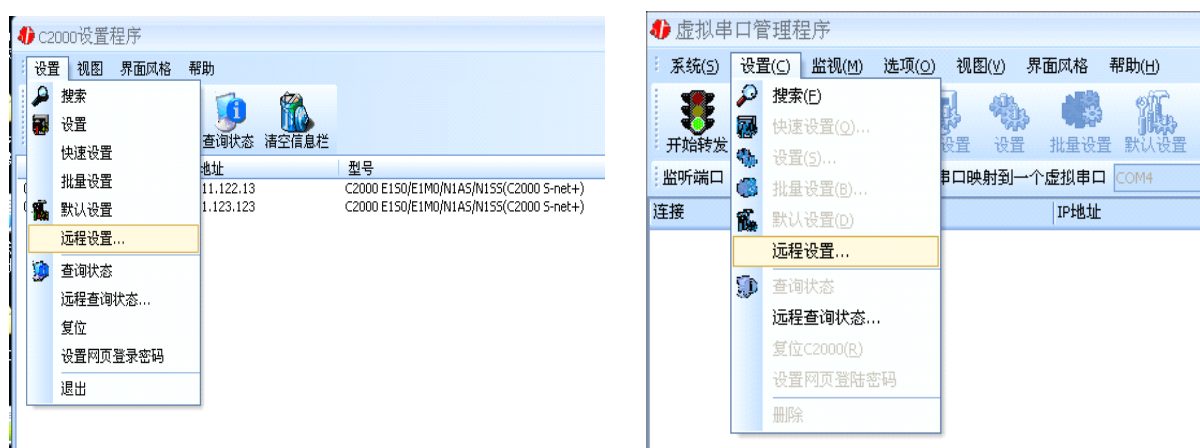 C2000设置程序
设置 视图 界面风格 帮助
搜索
设置
快速设置
批量设置
默认设置
远程设置...
查询状态
远程查询状态...
复位
设置网页登录密码
退出
查询状态 清空信息栏
地址 型号
11.122.13 C2000 E1S0/E1M0/N1A5/N1S5(C2000 S-net+)
1.123.123 C2000 E1S0/E1M0/N1A5/N1S5(C2000 S-net+)
虚拟串口管理程序
系统(S) 设置(C) 监视(M) 选项(O) 视图(V) 界面风格 帮助(H)
搜索(F)
快速设置(Q)...
设置(S)...
批量设置(B)...
默认设置(D)
远程设置...
查询状态
远程查询状态...
复位C2000(R)
设置网页登陆密码
删除
开始转发 设置 设置 批量设置 默认设置
监听端口 串口映射到一个虚拟串口 COM4
连接 IP地址